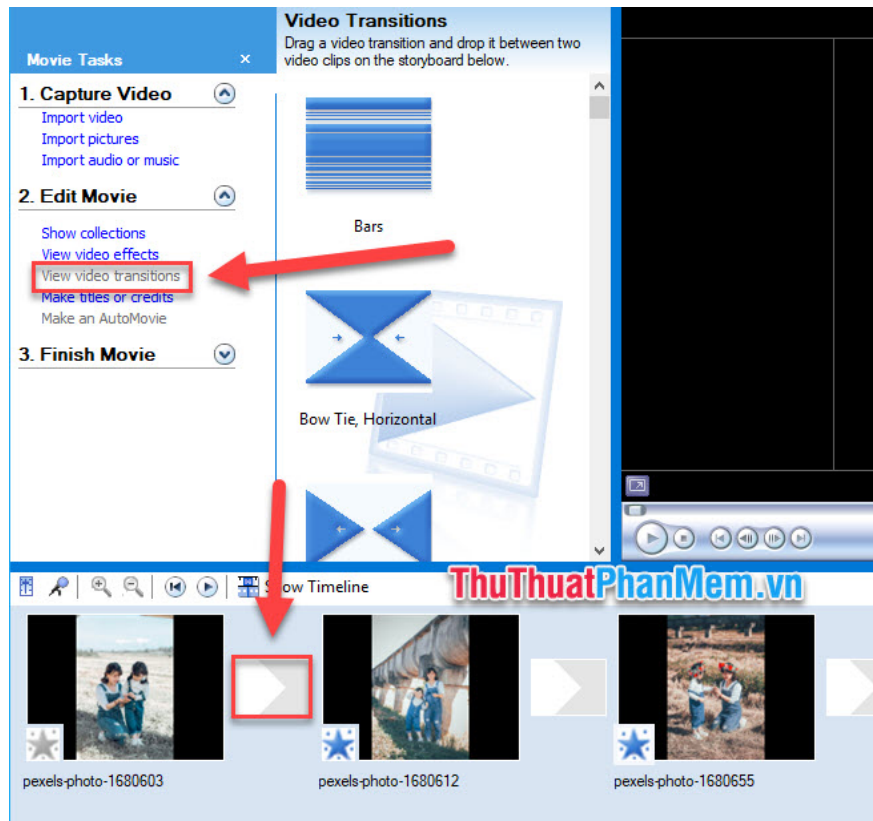 Movie Tasks
×
1. Capture Video
Import video
Import pictures
Import audio or music
2. Edit Movie
Show collections
View video effects
View video transitions
Make titles or credits
Make an AutoMovie
3. Finish Movie
Video Transitions
Drag a video transition and drop it between two
video clips on the storyboard below.
Bars
Bow Tie, Horizontal
Show Timeline
ThuThuatPhanMem.vn
pexels-photo-1680603
pexels-photo-1680612
pexels-photo-1680655